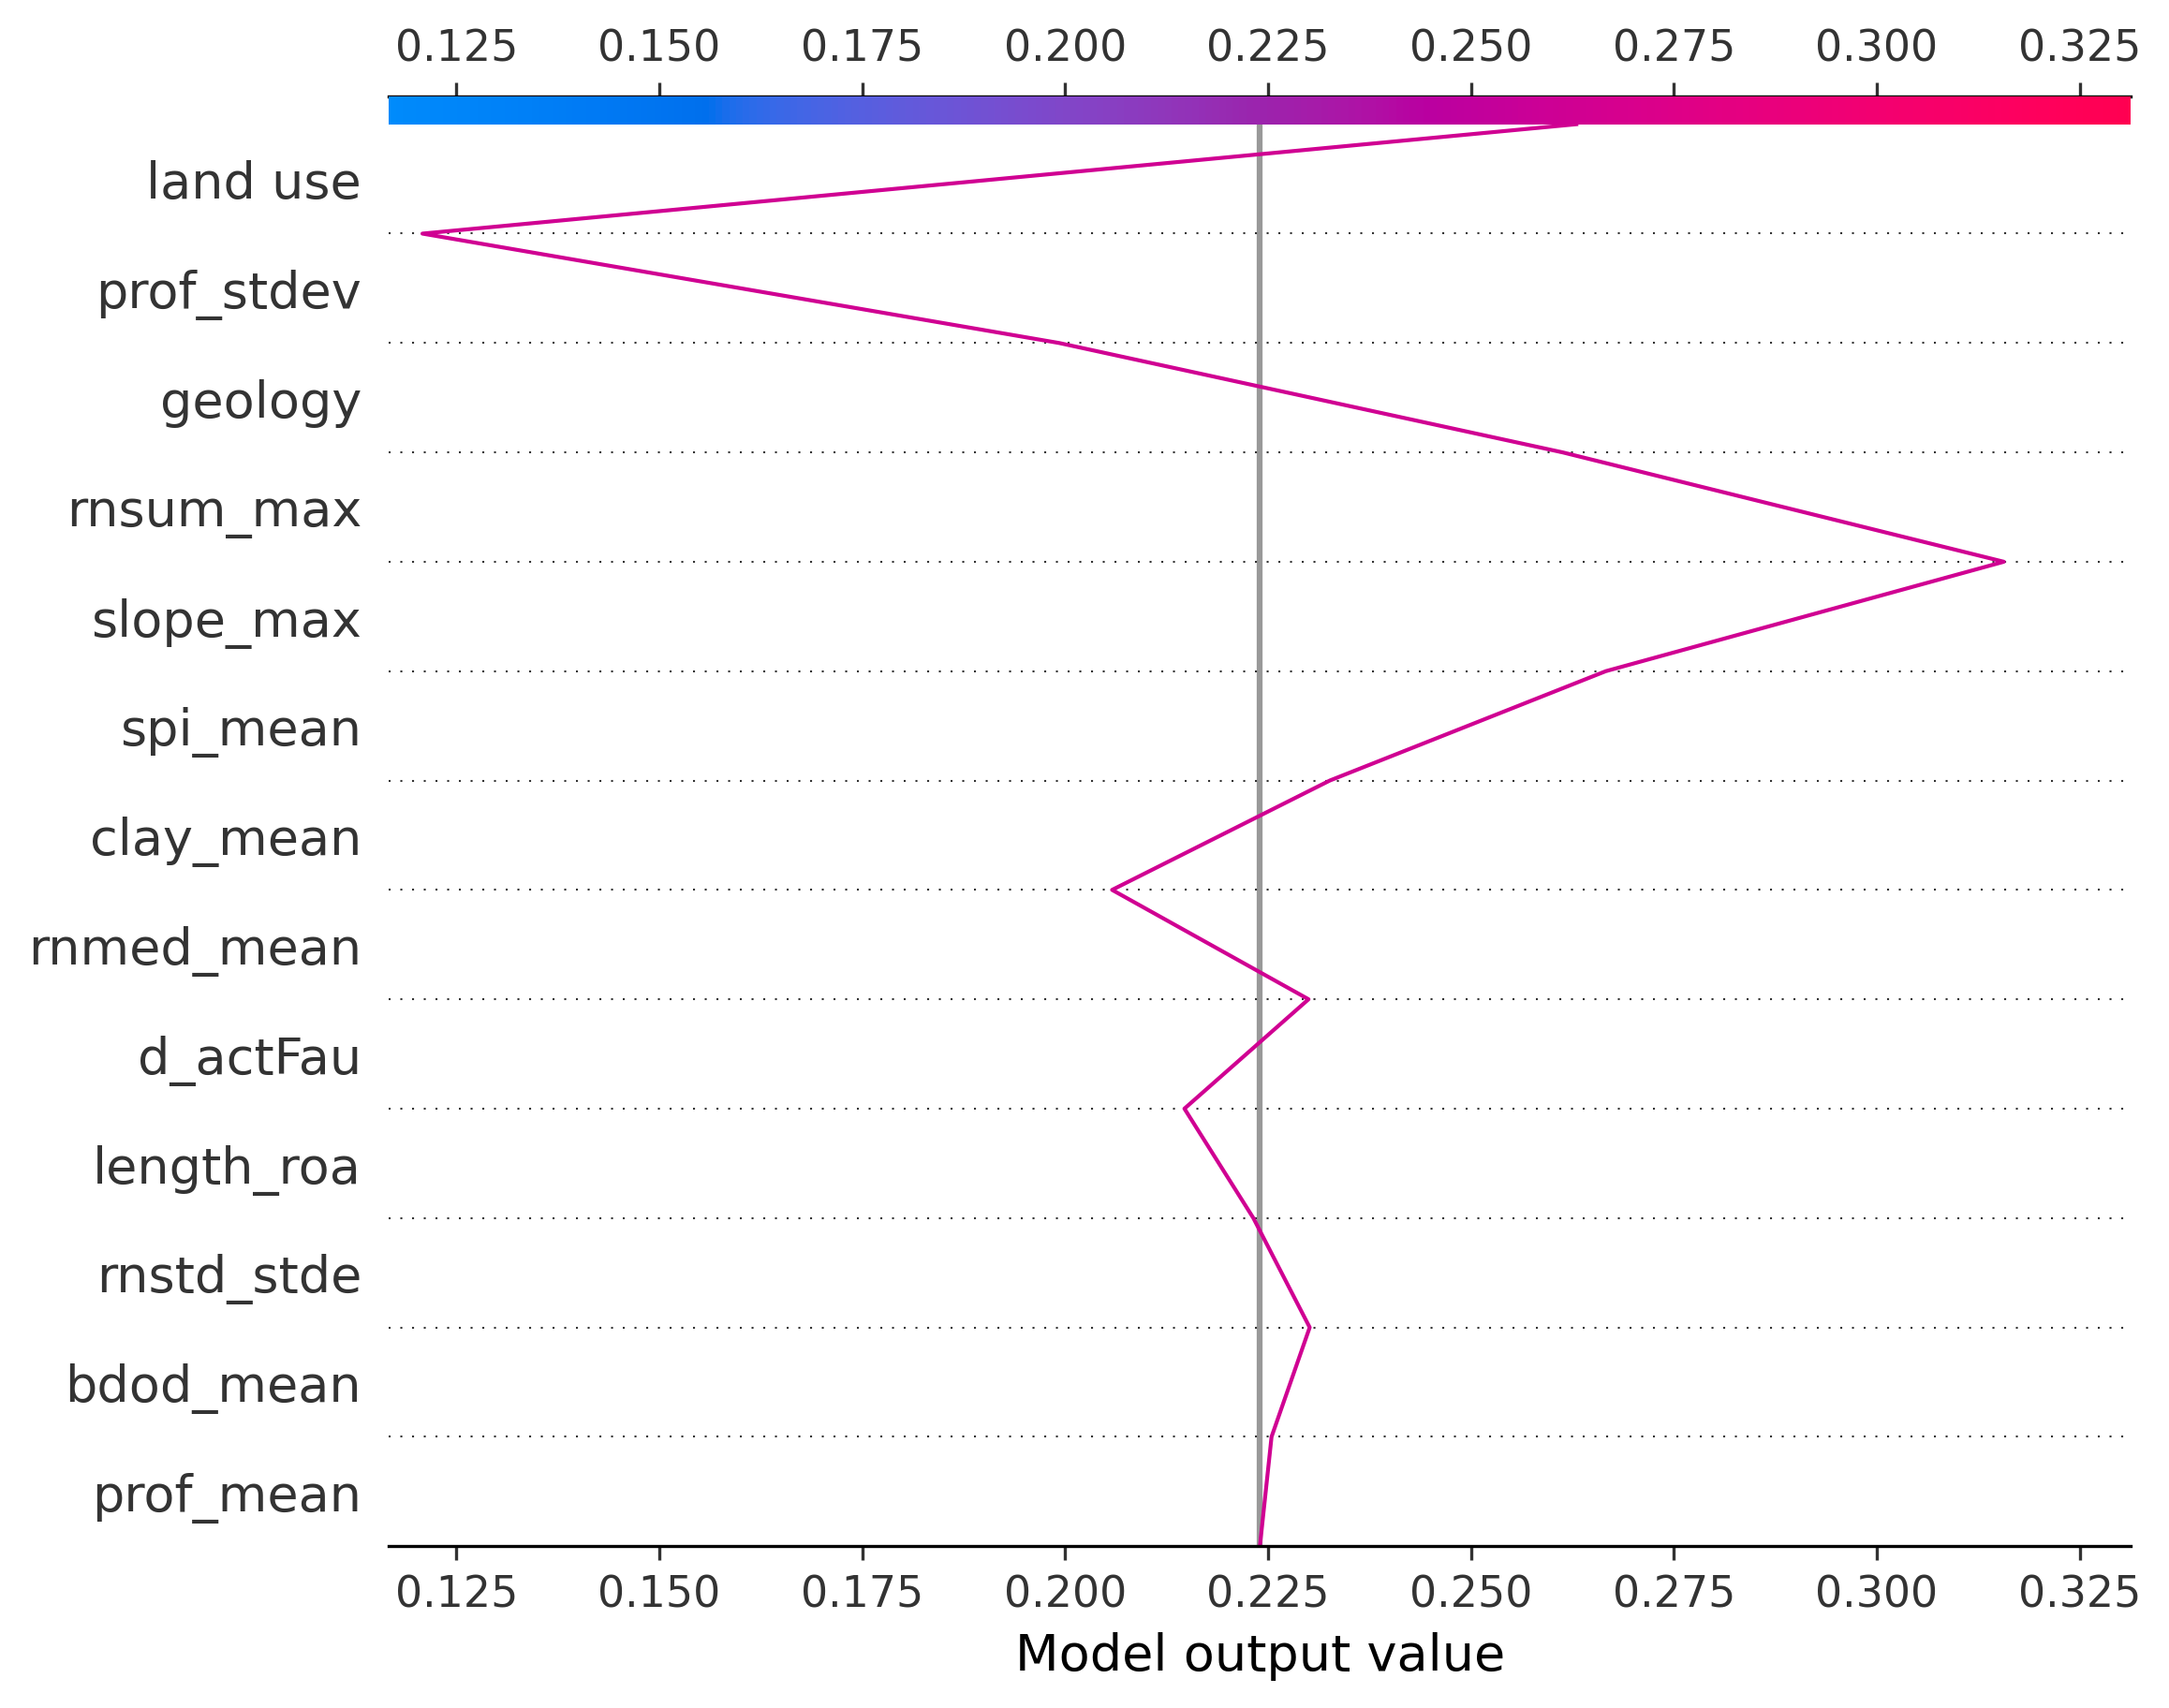 0.125 0.150 0.175 0.200 0.225 0.250 0.275 0.300 0.325
land use
prof_stdev
geology
rnsum_max
slope_max
spi_mean
clay_mean
rnmed_mean
d_actFau
length_roa
rnstd_stde
bdod_mean
prof_mean
0.125 0.150 0.175 0.200 0.225 0.250 0.275 0.300 0.325
Model output value